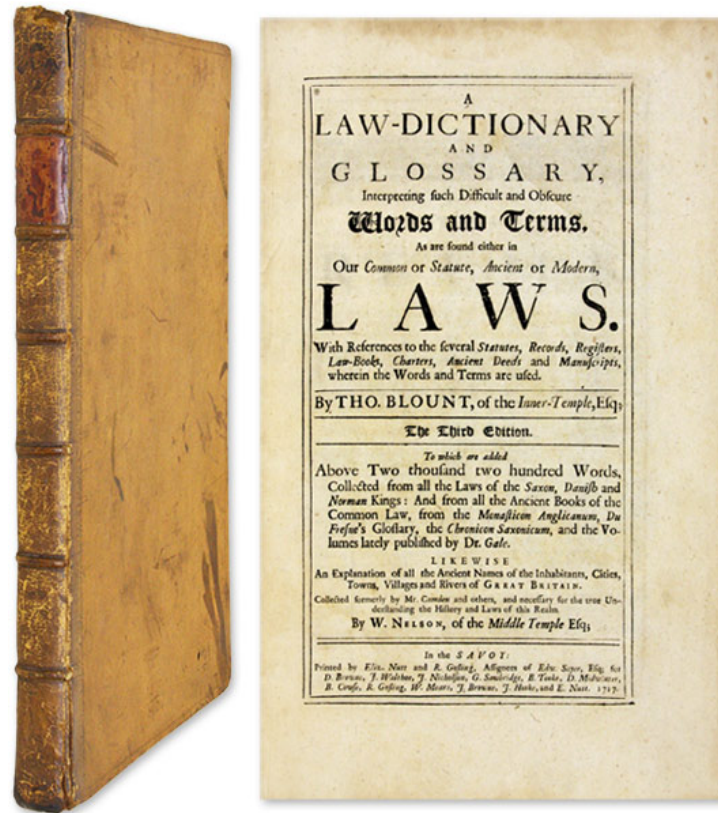 A
LAW-DICTIONARY
AND
GLOSSARY,
Interpreting ſuch Difficult and Obſcure
Words and Terms.
As are found either in
Our Common or Statute, Ancient or Modern,
LAWS.
With References to the ſeveral Statutes, Records, Regiſters,
Law-Books, Charters, Ancient Deeds and Manuſcripts,
wherein the Words and Terms are uſed.
By THO. BLOUNT, of the Inner-Temple, Eſq;
The Third Edition.
To which are added
Above Two thouſand two hundred Words,
Collected from all the Laws of the Saxon, Daniſh and
Norman Kings: And from all the Ancient Books of the
Common Law, from the Monaſticon Anglicanum, Du
Freſne's Gloſſary, the Chronicon Saxonicum, and the Vo-
lumes lately publiſhed by Dr. Gale.
LIKEWISE
An Explanation of all the Ancient Names of the Inhabitants, Cities,
Towns, Villages and Rivers of GREAT BRITAIN.
Collected formerly by Mr. Camden and others, and neceſſary for the true Un-
derſtanding the Hiſtory and Laws of this Realm.
By W. NELSON, of the Middle Temple Eſq;
In the SAVOY:
Printed by Eliz. Nutt and R. Goſling, Aſſignees of Edw. Sayer, Eſq; for
D. Browne, J. Walthoe, J. Nicholſon, G. Sawbridge, B. Tooke, D. Midwinter,
B. Cowſe, R. Goſling, W. Mears, J. Browne, J. Hooke, and E. Nutt. 1717.